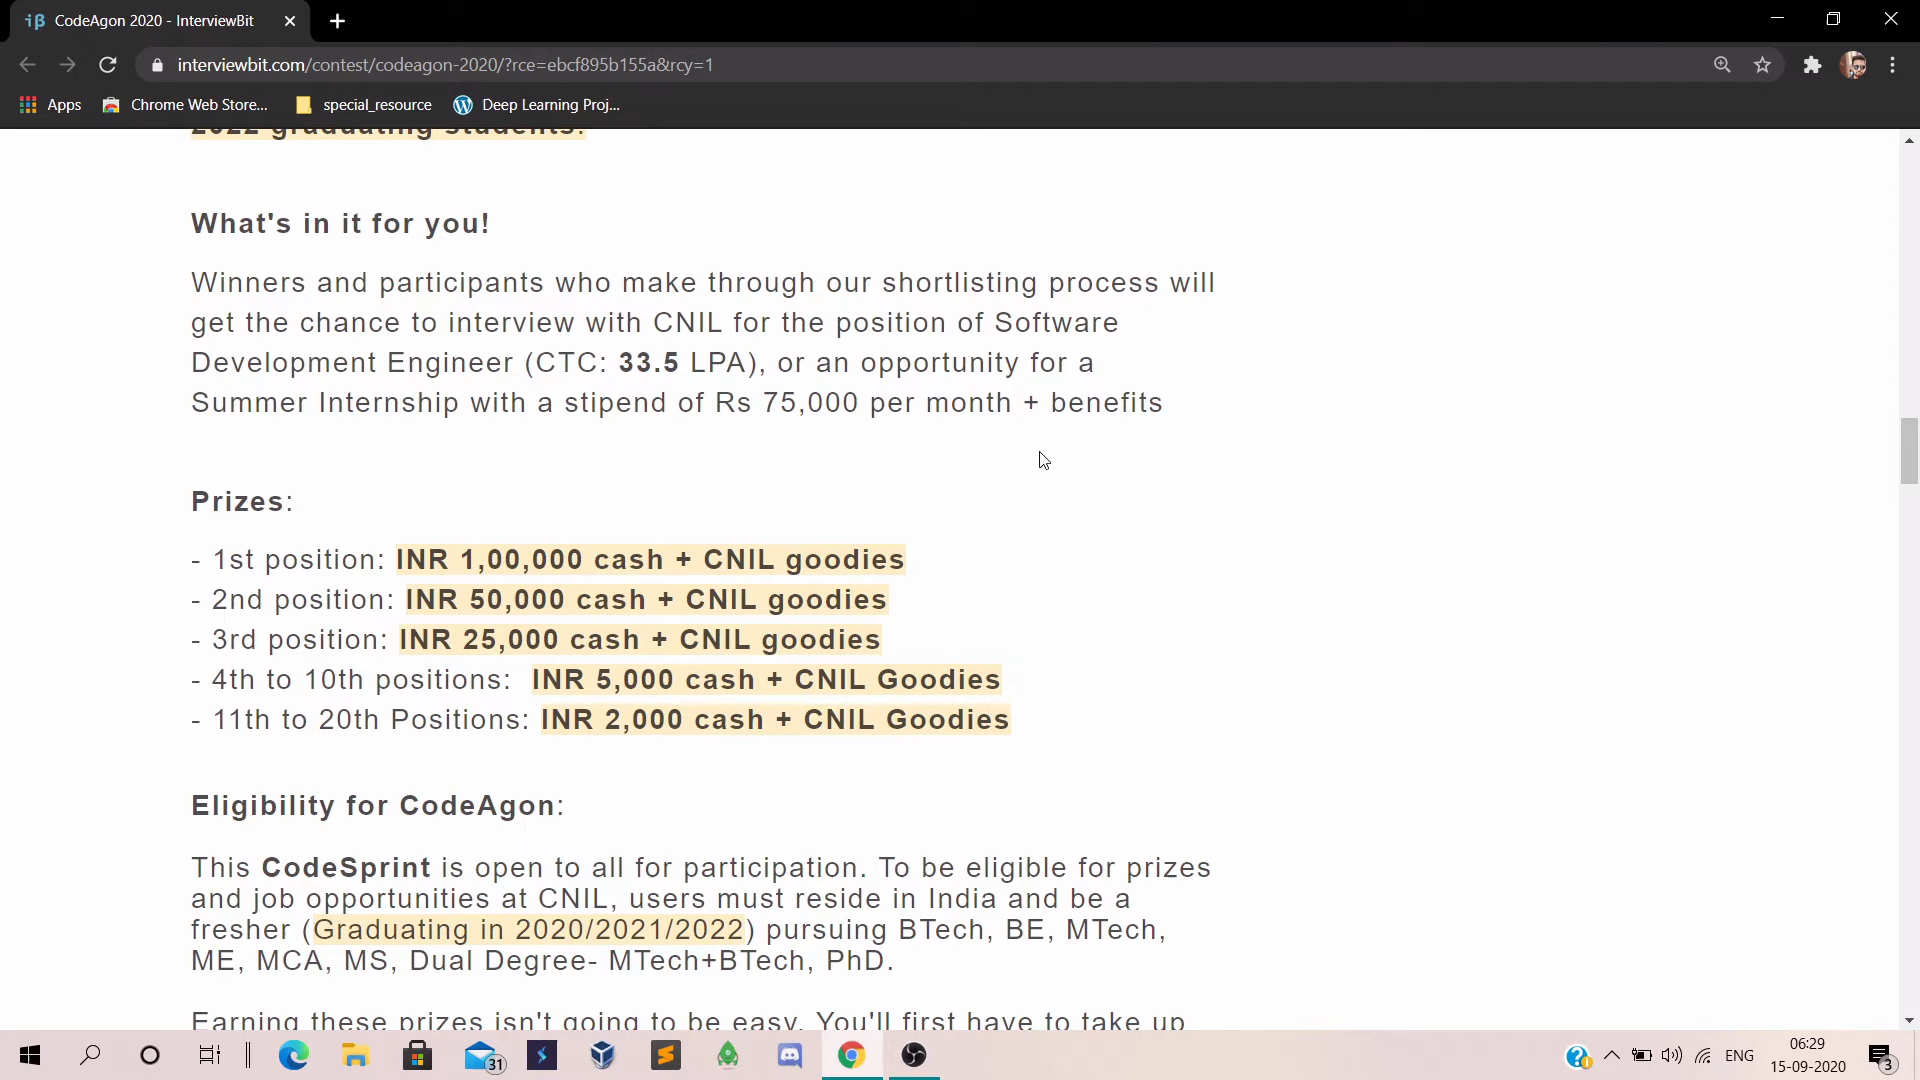 CodeAgon 2020 - InterviewBit
interviewbit.com/contest/codeagon-2020/?rce=ebcf895b155a&rcy=1
Apps Chrome Web Store... special_resource Deep Learning Proj...
2022 graduating students!
What's in it for you!
Winners and participants who make through our shortlisting process will
get the chance to interview with CNIL for the position of Software
Development Engineer (CTC: 33.5 LPA), or an opportunity for a
Summer Internship with a stipend of Rs 75,000 per month + benefits
Prizes:
- 1st position: INR 1,00,000 cash + CNIL goodies
- 2nd position: INR 50,000 cash + CNIL goodies
- 3rd position: INR 25,000 cash + CNIL goodies
- 4th to 10th positions: INR 5,000 cash + CNIL Goodies
- 11th to 20th Positions: INR 2,000 cash + CNIL Goodies
Eligibility for CodeAgon:
This CodeSprint is open to all for participation. To be eligible for prizes
and job opportunities at CNIL, users must reside in India and be a
fresher (Graduating in 2020/2021/2022) pursuing BTech, BE, MTech,
ME, MCA, MS, Dual Degree- MTech+BTech, PhD.
Earning these prizes isn't going to be easy. You'll first have to take up
31
ENG
06:29
15-09-2020
3